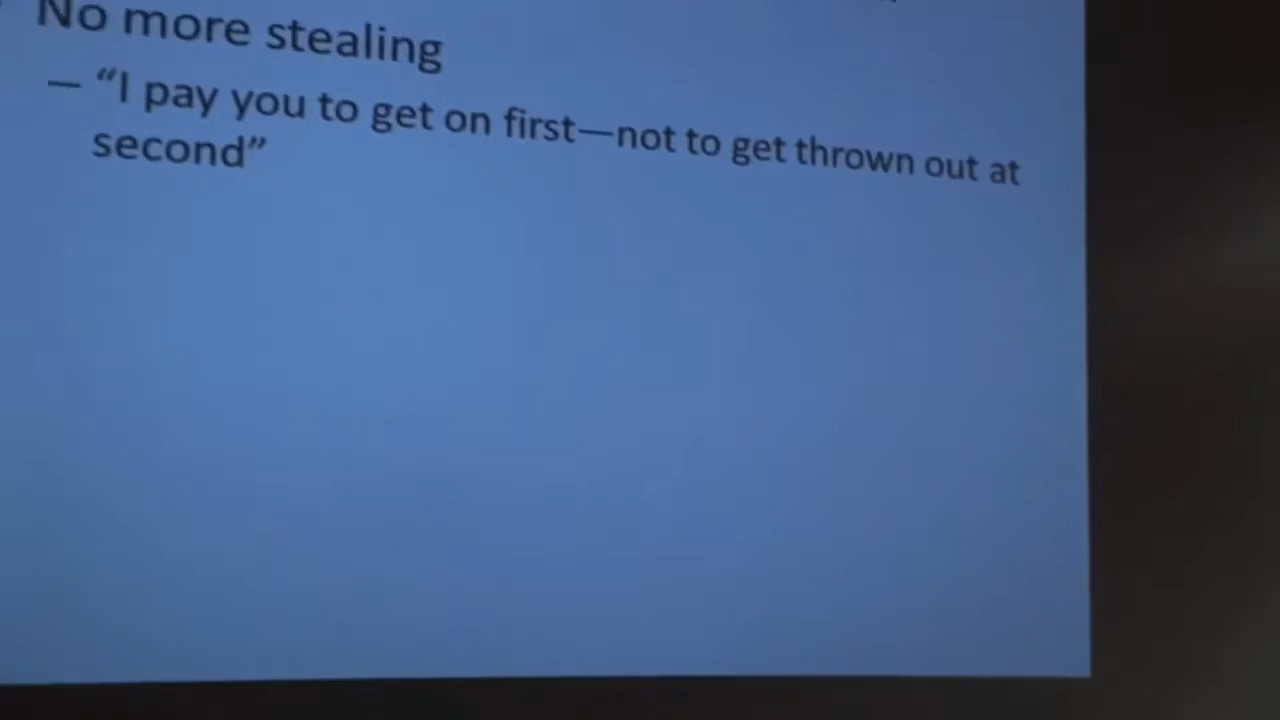 No more stealing
— “I pay you to get on first—not to get thrown out at
second”